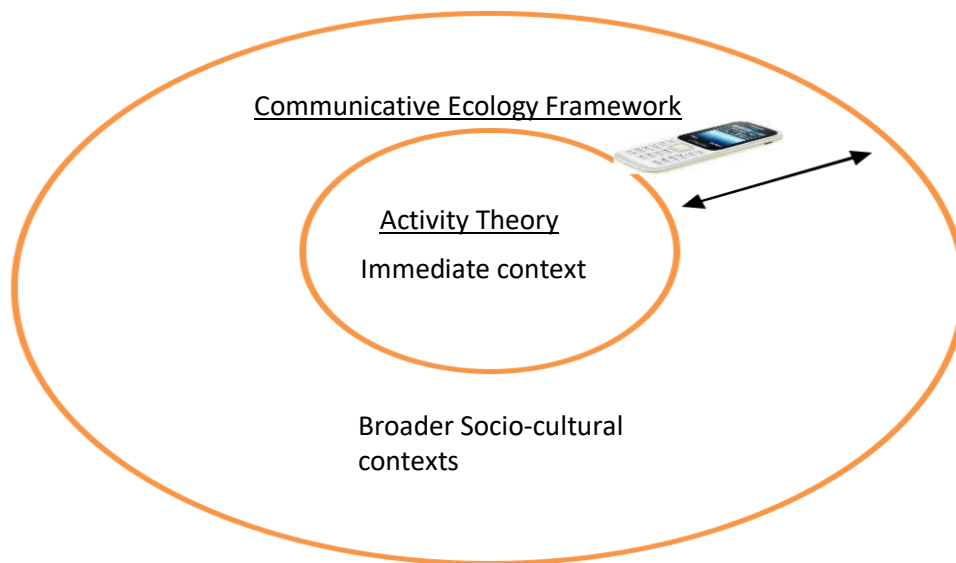 Communicative Ecology Framework
Activity Theory
Immediate context
Broader Socio-cultural
contexts